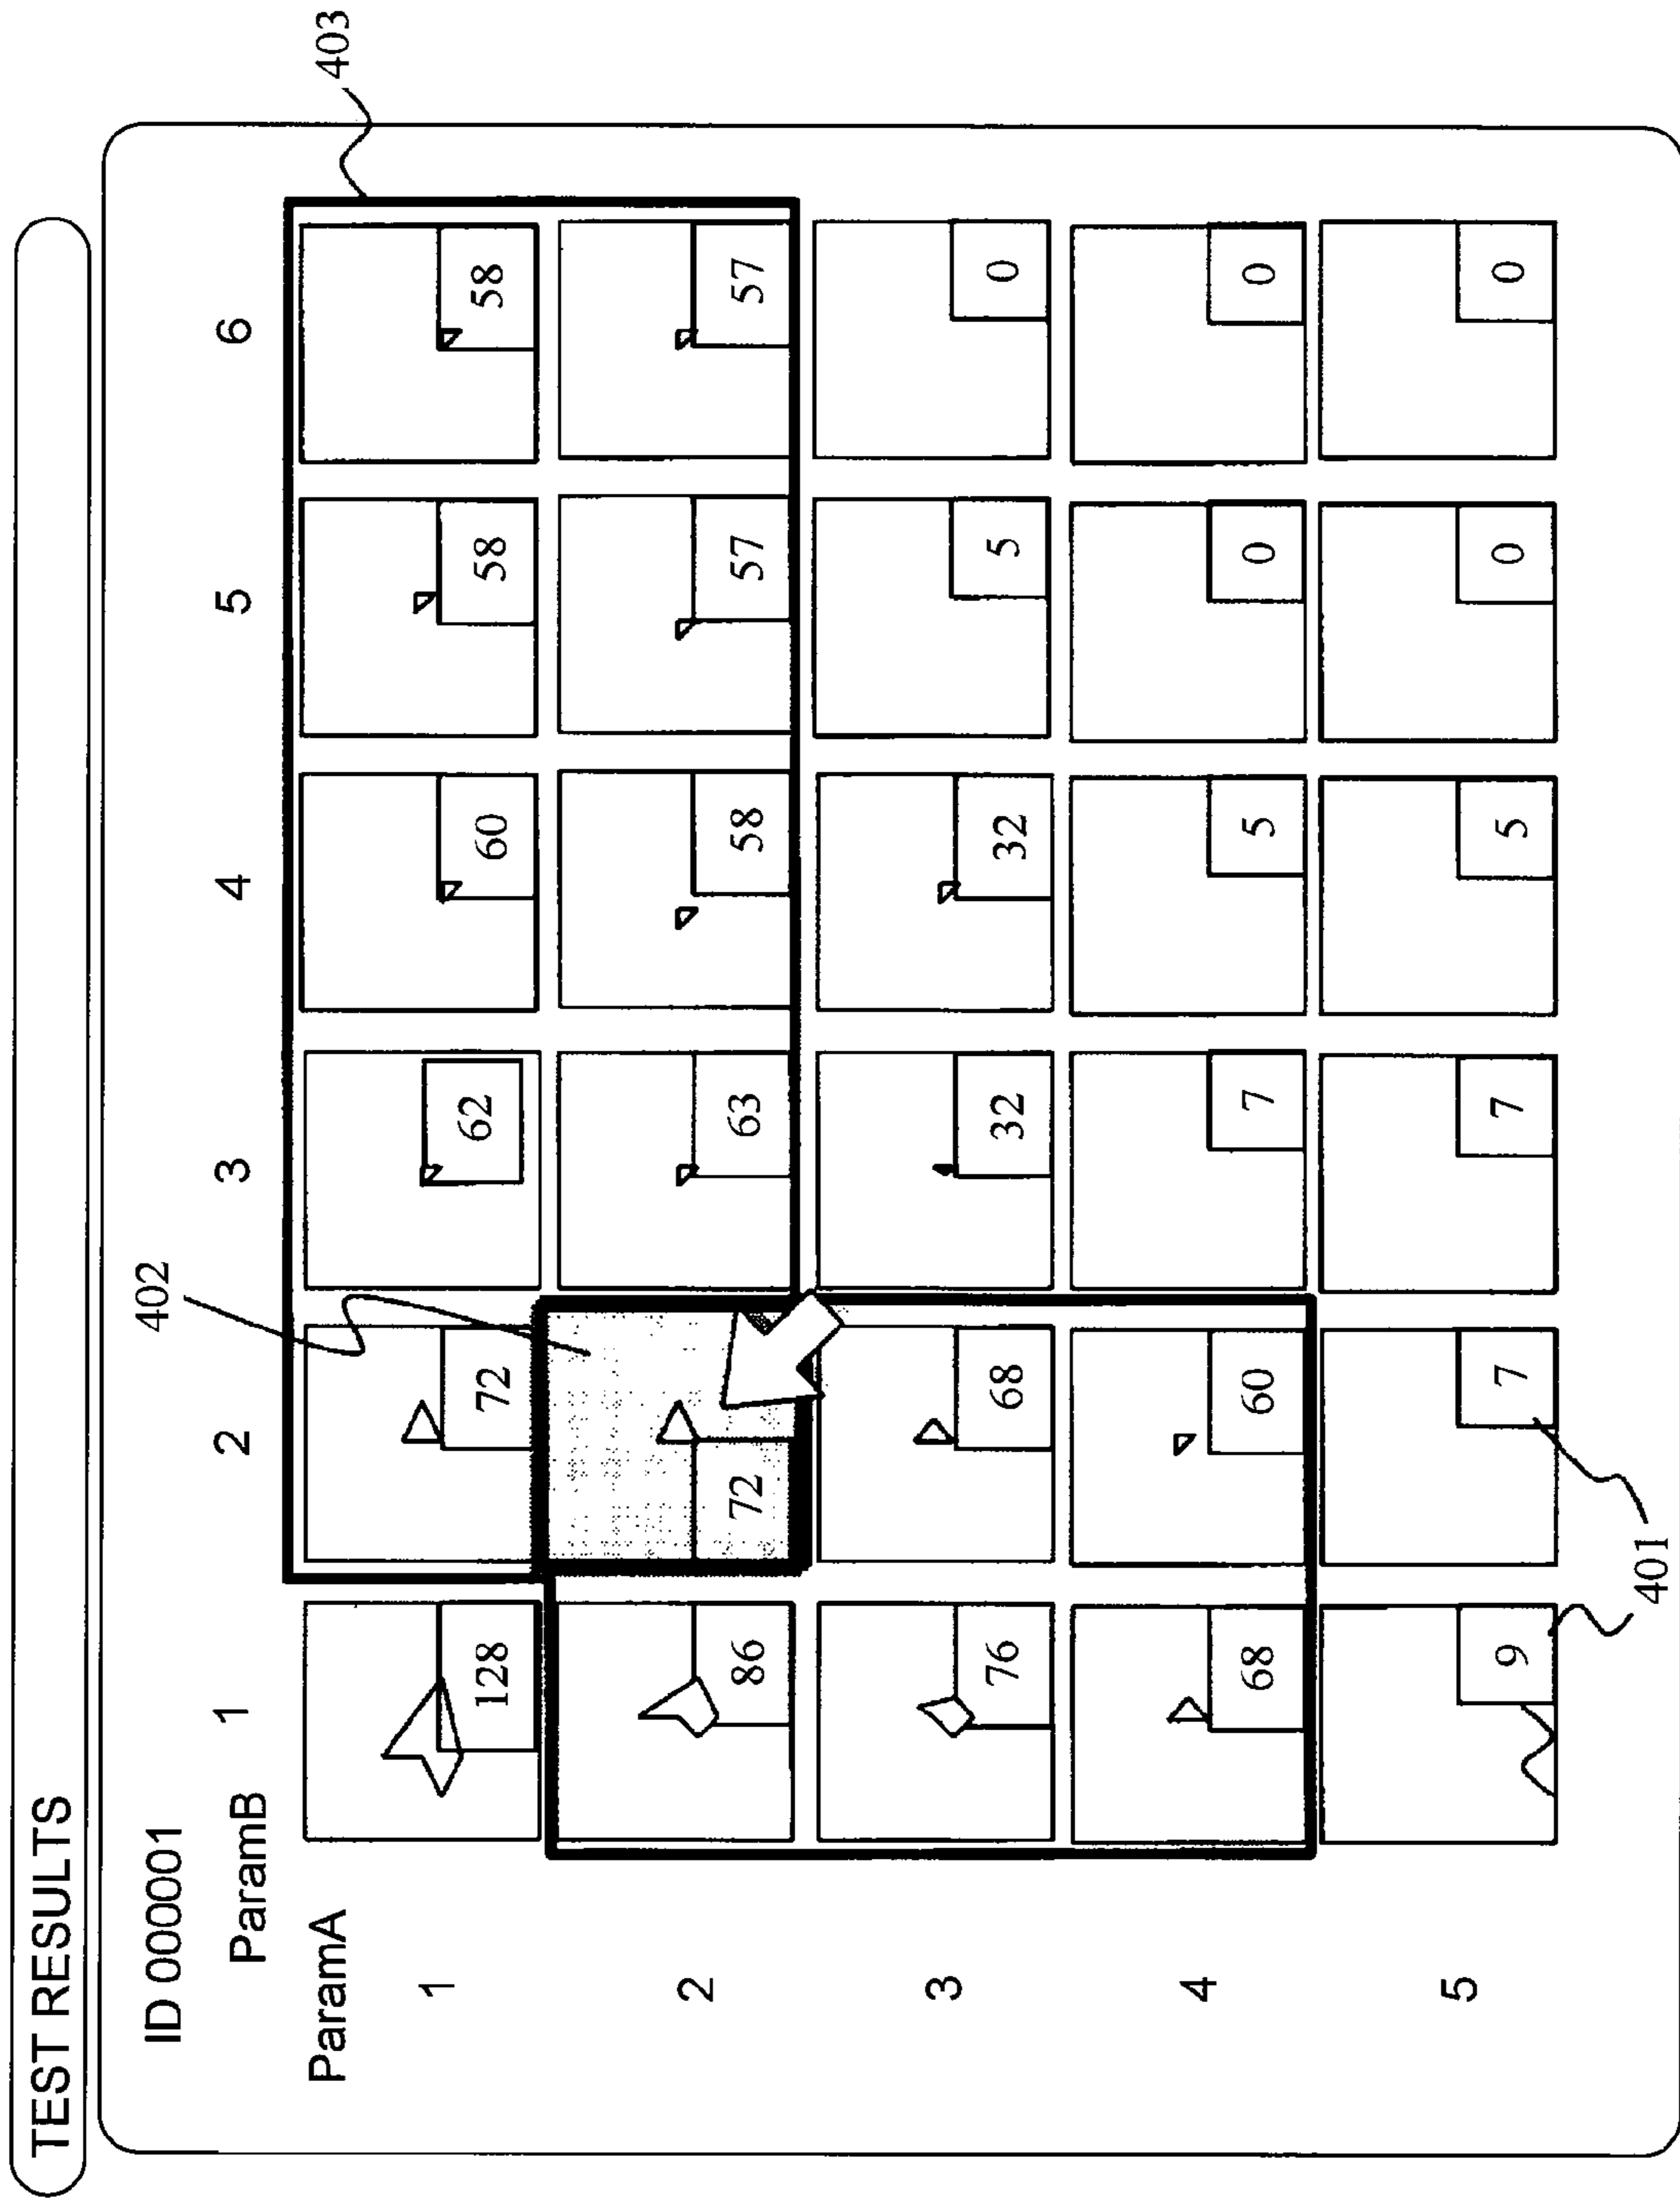 TEST RESULTS
403
402
ID 000001
ParamB 1 2 3 4 5 6
ParamA
1 128 72 62 60 58 58
2 86 72 63 58 57 57
3 76 68 32 32 5 0
4 68 60 7 5 0 0
5 9 7 7 5 0 0
401